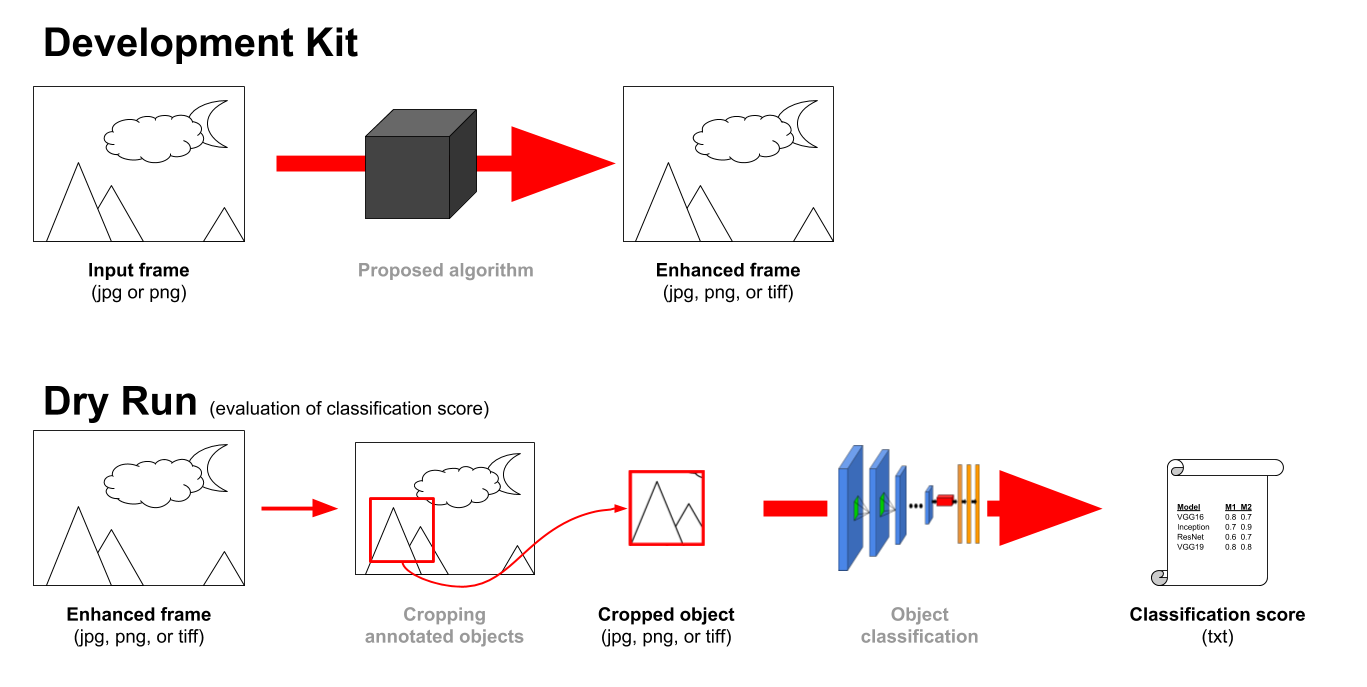 Development Kit
Input frame
(jpg or png)
Proposed algorithm
Enhanced frame
(jpg, png, or tiff)
Dry Run (evaluation of classification score)
Enhanced frame
(jpg, png, or tiff)
Cropping
annotated objects
Cropped object
(jpg, png, or tiff)
Object
classification
Model M1 M2
VGG16 0.8 0.7
Inception 0.7 0.9
ResNet 0.6 0.7
VGG19 0.8 0.8
Classification score
(txt)